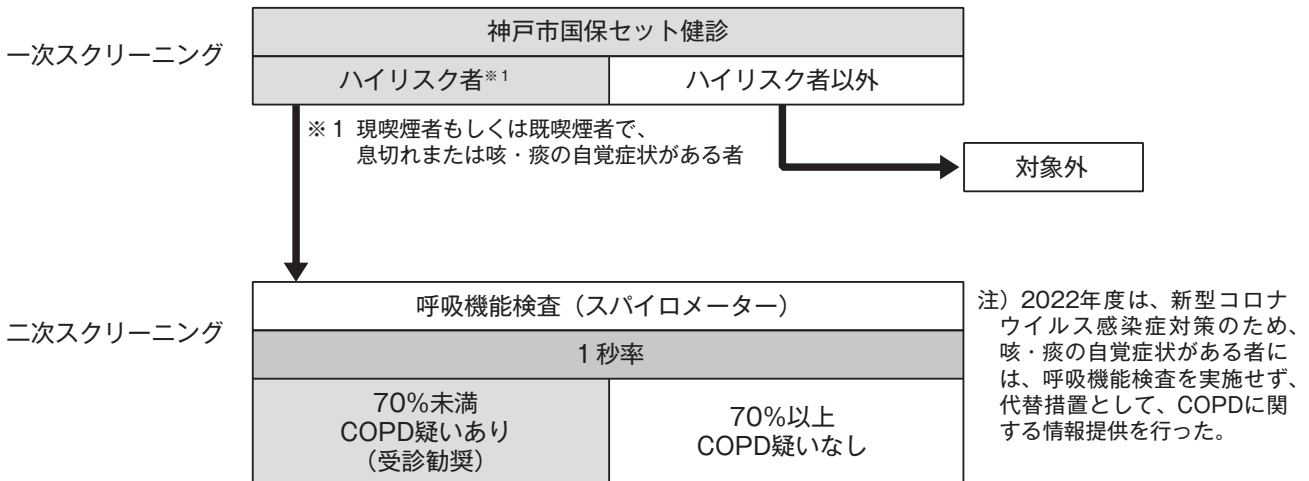 神戸市国保セット健診
一次スクリーニング
ハイリスク者※1
ハイリスク者以外
※1 現喫煙者もしくは既喫煙者で、
息切れまたは咳・痰の自覚症状がある者
対象外
呼吸機能検査(スパイロメーター)
二次スクリーニング
1秒率
70%未満
COPD疑いあり
(受診勧奨)
70%以上
COPD疑いなし
注)2022年度は、新型コロナ
ウイルス感染症対策のため、
咳・痰の自覚症状がある者に
は、呼吸機能検査を実施せず、
代替措置として、COPDに関
する情報提供を行った。